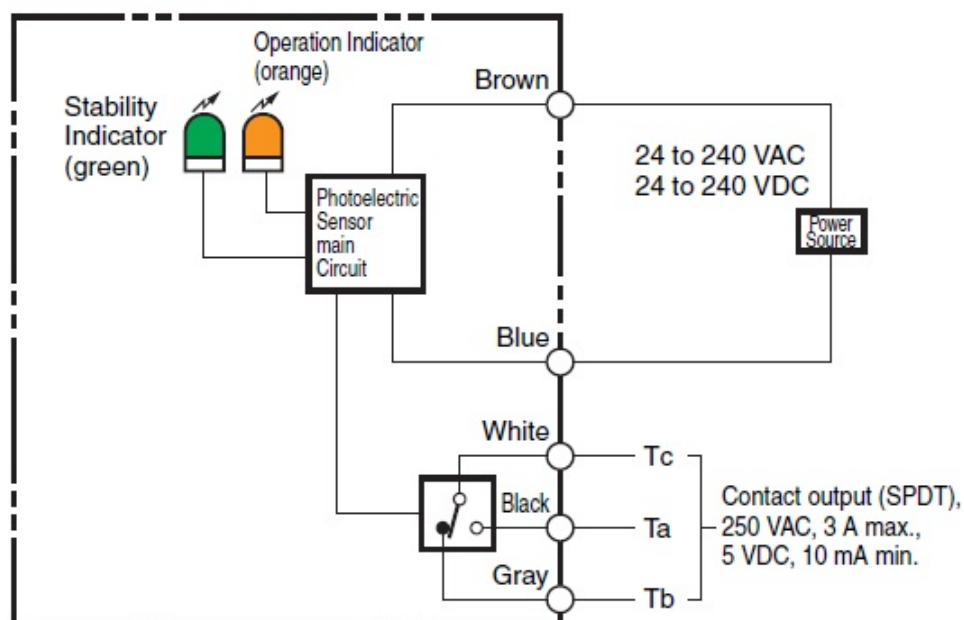 Operation Indicator
(orange)
Stability
Indicator
(green)
Brown
24 to 240 VAC
24 to 240 VDC
Photoelectric
Sensor
main
Circuit
Power
Source
Blue
White
Tc
Black
Ta
Contact output (SPDT),
250 VAC, 3 A max.,
5 VDC, 10 mA min.
Gray
Tb